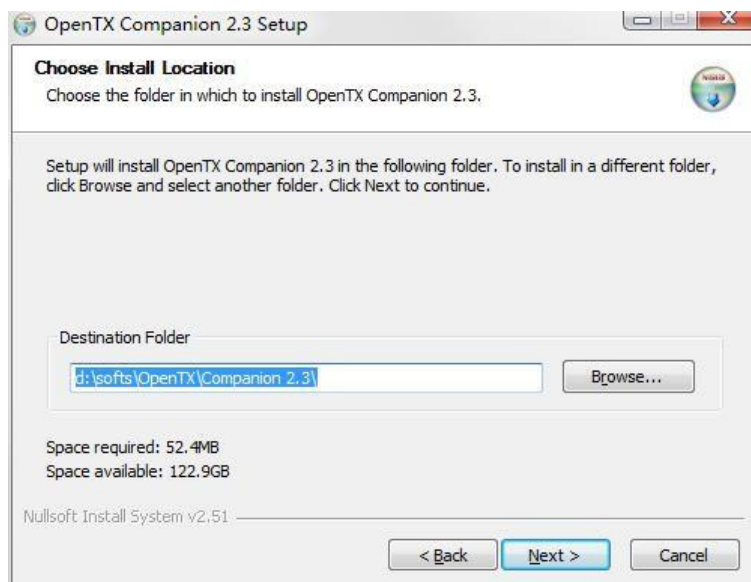 OpenTX Companion 2.3 Setup
Choose Install Location
Choose the folder in which to install OpenTX Companion 2.3.
Setup will install OpenTX Companion 2.3 in the following folder. To install in a different folder,
click Browse and select another folder. Click Next to continue.
Destination Folder
d:\softs\OpenTX\Companion 2.3\
Browse...
Space required: 52.4MB
Space available: 122.9GB
Nullsoft Install System v2.51
< Back
Next >
Cancel